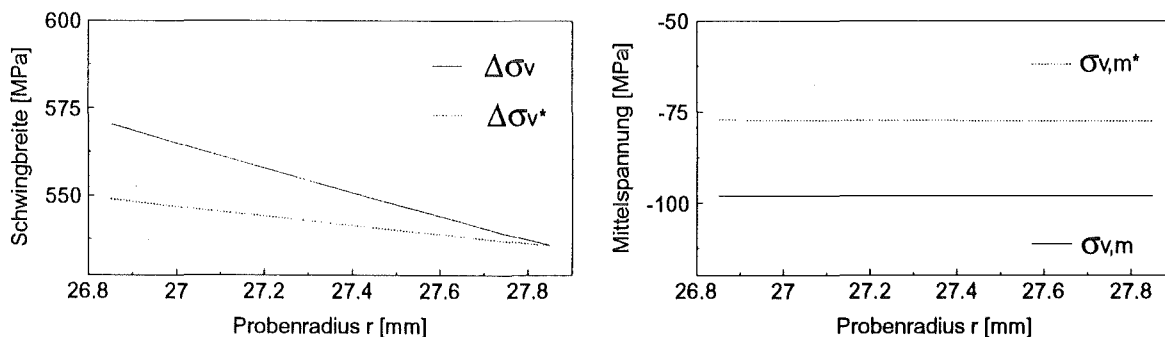 600
575
550
Schwingbreite [MPa]
Δσv
Δσv*
26.8 27 27.2 27.4 27.6 27.8
Probenradius r [mm]
-50
-75
-100
Mittelspannung [MPa]
σv,m*
σv,m
26.8 27 27.2 27.4 27.6 27.8
Probenradius r [mm]